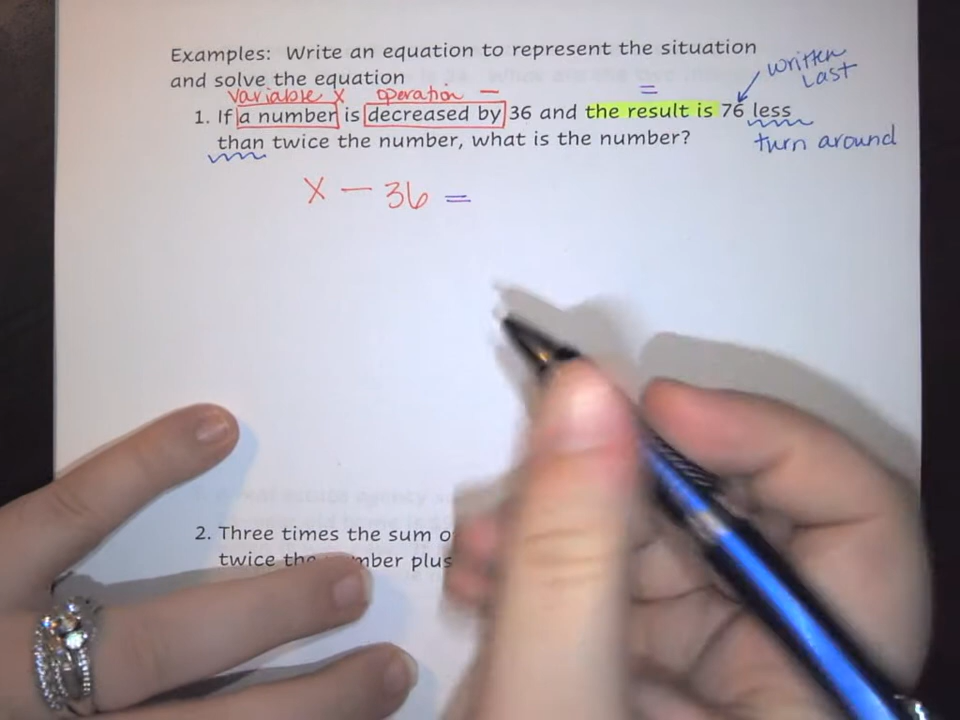 Examples: Write an equation to represent the situation
and solve the equation
written
last
variable x operation — =
1. If a number is decreased by 36 and the result is 76 less
than twice the number, what is the number?
turn around
x — 36 =
2. Three times the sum o
twice the mber plus